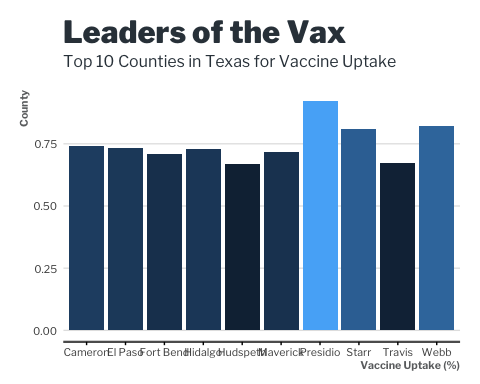 Leaders of the Vax
Top 10 Counties in Texas for Vaccine Uptake
County
0.75
0.50
0.25
0.00
Cameron El Paso Fort Bend Hidalgo Hudspeth Maverick Presidio Starr Travis Webb
Vaccine Uptake (%)